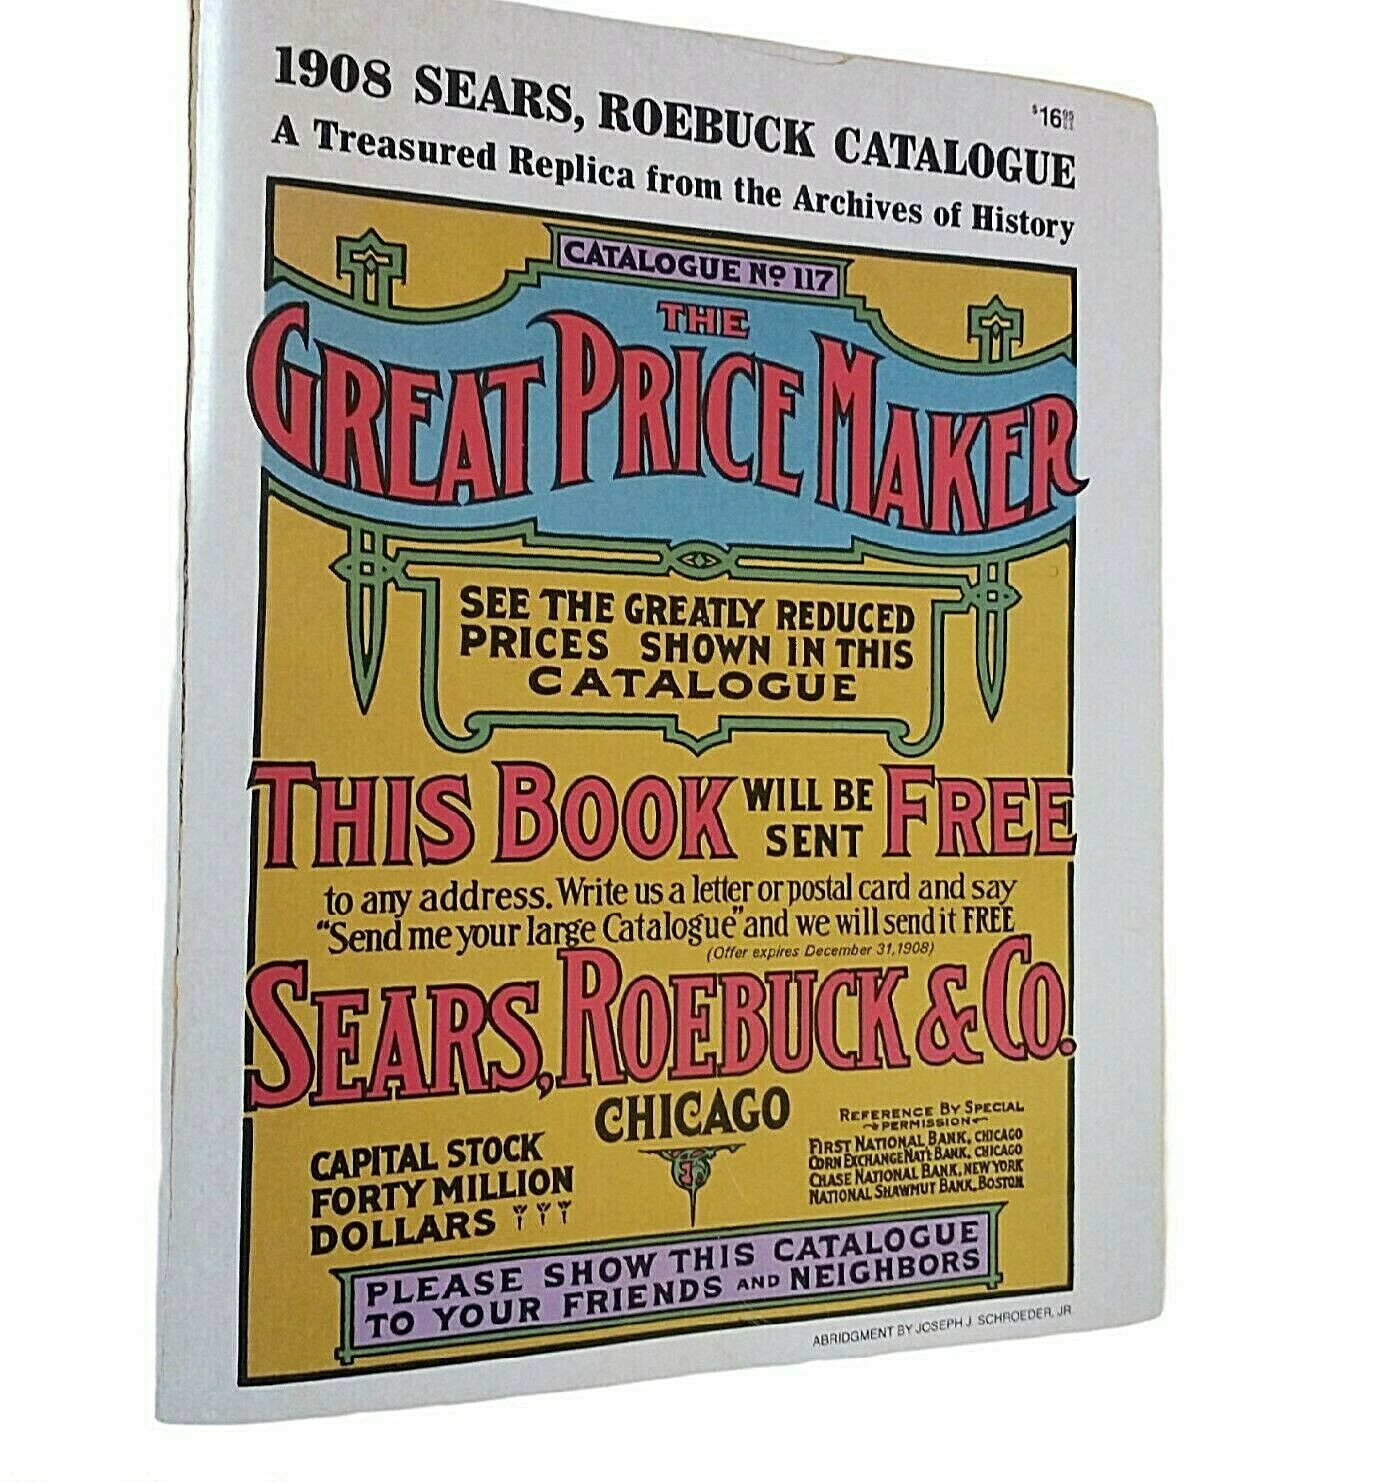 1908 SEARS, ROEBUCK CATALOGUE
$16.95
A Treasured Replica from the Archives of History
CATALOGUE No 117
THE
GREAT PRICE MAKER
SEE THE GREATLY REDUCED
PRICES SHOWN IN THIS
CATALOGUE
THIS BOOK WILL BE SENT FREE
to any address. Write us a letter or postal card and say
"Send me your large Catalogue" and we will send it FREE
(Offer expires December 31, 1908)
SEARS, ROEBUCK & CO.
CHICAGO
CAPITAL STOCK
FORTY MILLION
DOLLARS
REFERENCE BY SPECIAL
PERMISSION
FIRST NATIONAL BANK, CHICAGO
CORN EXCHANGE NAT'L BANK, CHICAGO
CHASE NATIONAL BANK, NEW YORK
NATIONAL SHAWMUT BANK, BOSTON
PLEASE SHOW THIS CATALOGUE
TO YOUR FRIENDS AND NEIGHBORS
ABRIDGMENT BY JOSEPH J. SCHROEDER, JR.